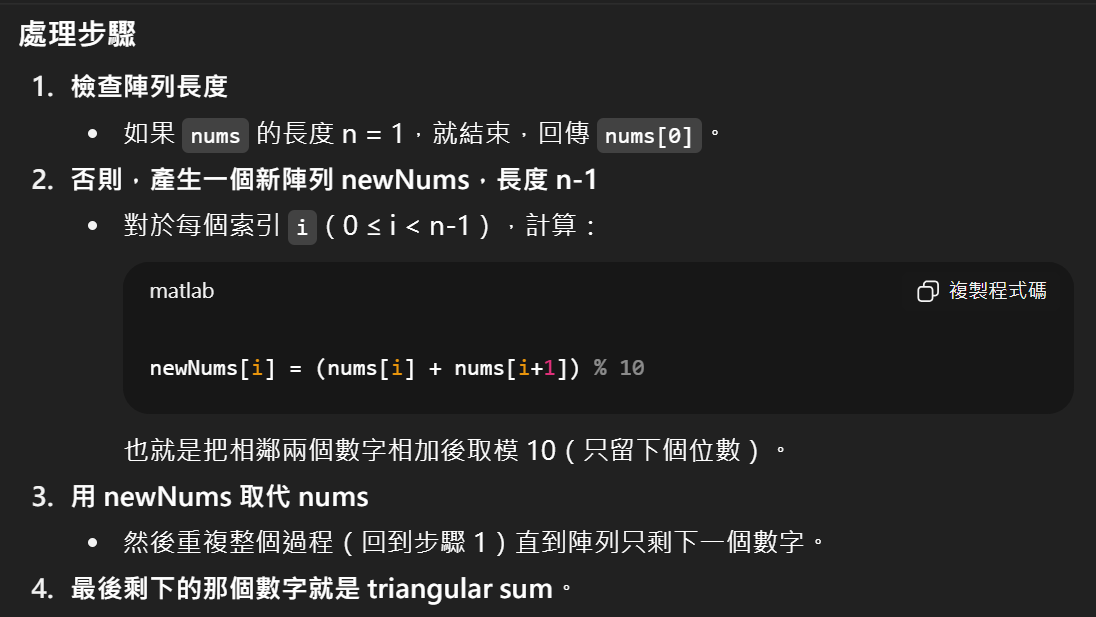 處理步驟
1. 檢查陣列長度
• 如果 nums 的長度 n = 1，就結束，回傳 nums[0]。
2. 否則，產生一個新陣列 newNums，長度 n-1
• 對於每個索引 i（0 ≤ i < n-1），計算：
matlab 複製程式碼
newNums[i] = (nums[i] + nums[i+1]) % 10
也就是把相鄰兩個數字相加後取模 10（只留下個位數）。
3. 用 newNums 取代 nums
• 然後重複整個過程（回到步驟 1）直到陣列只剩下一個數字。
4. 最後剩下的那個數字就是 triangular sum。